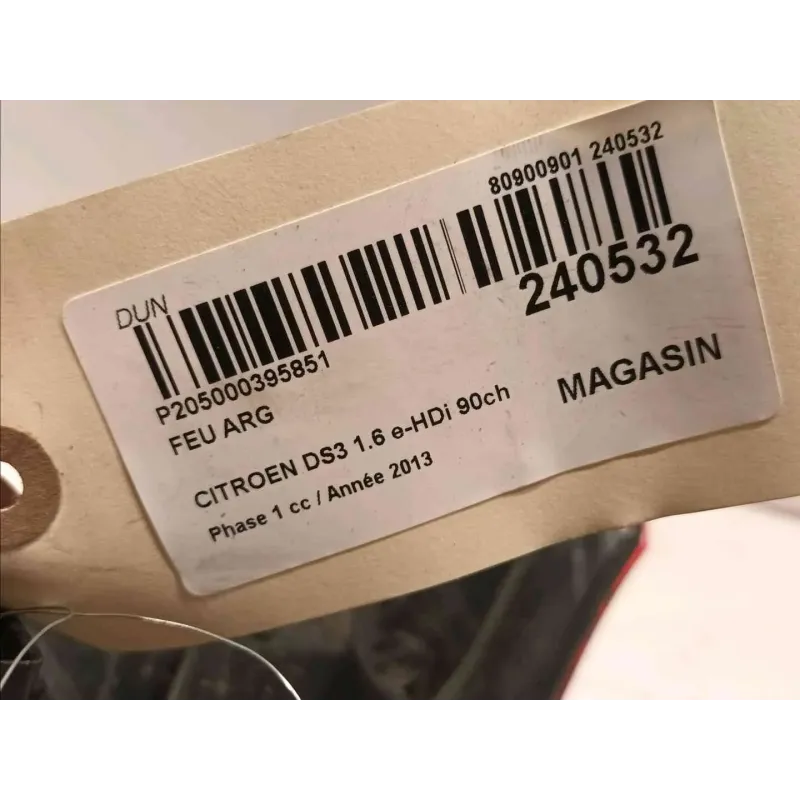 80900901 240532
DUN
240532
P205000395851
FEU ARG
MAGASIN
CITROEN DS3 1.6 e-HDi 90ch
Phase 1 cc / Année 2013